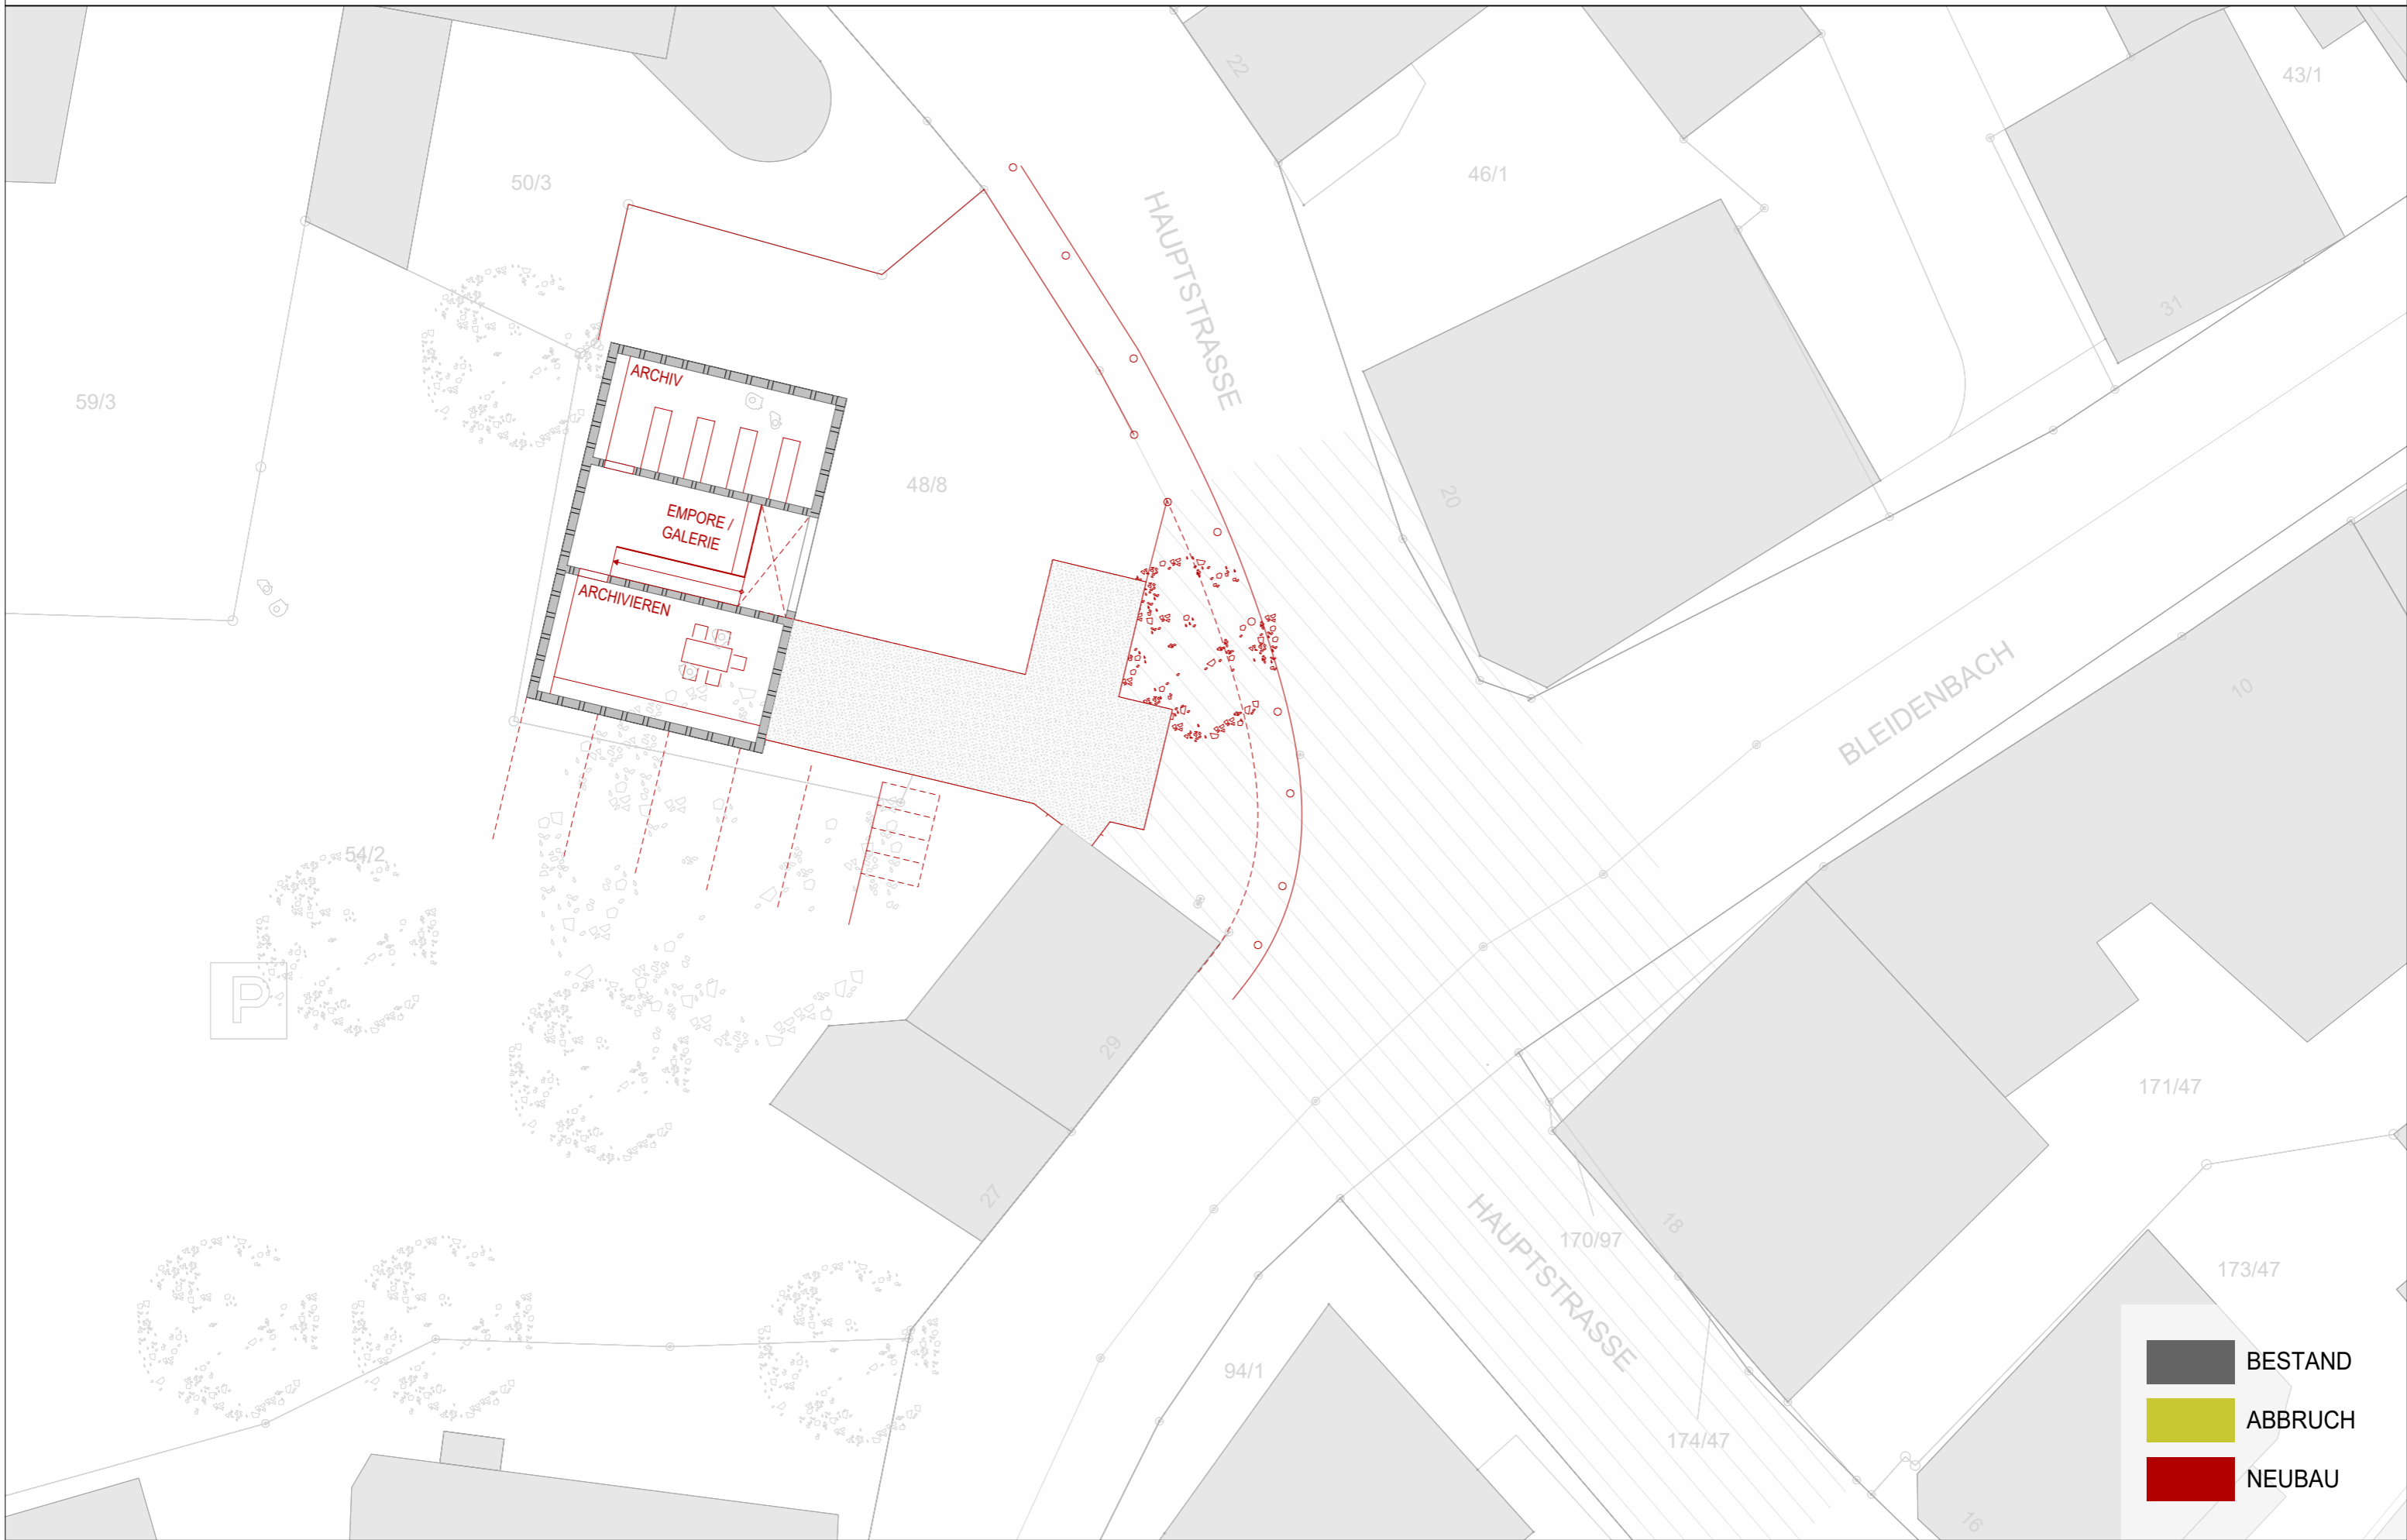 22
43/1
50/3
46/1
HAUPTSTRASSE
31
ARCHIV
59/3
48/8
20
EMPORE /
GALERIE
ARCHIVIEREN
BLEIDENBACH
10
54/2
P
29
171/47
27
18
170/97
HAUPTSTRASSE
173/47
94/1
174/47
16
BESTAND
ABBRUCH
NEUBAU